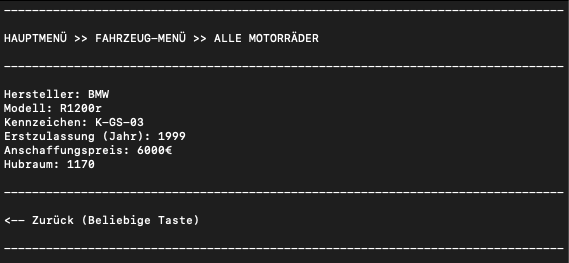 HAUPTMENÜ >> FAHRZEUG-MENÜ >> ALLE MOTORRÄDER
Hersteller: BMW
Modell: R1200r
Kennzeichen: K-GS-03
Erstzulassung (Jahr): 1999
Anschaffungspreis: 6000€
Hubraum: 1170
<-- Zurück (Beliebige Taste)